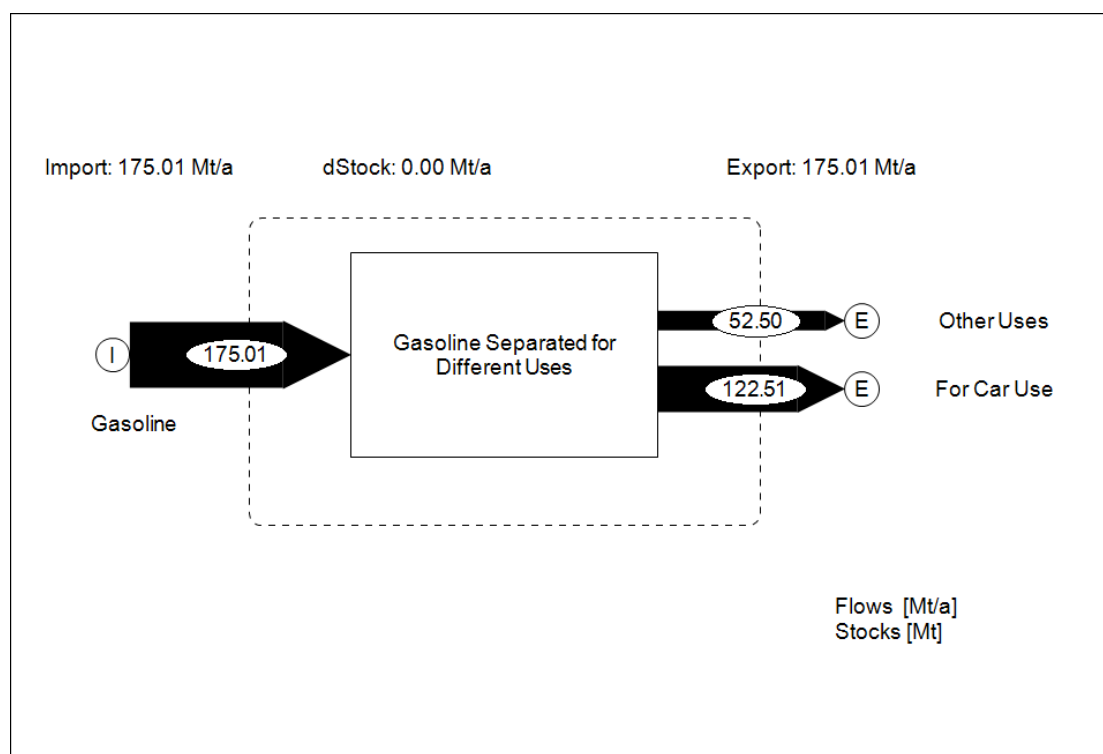 Import: 175.01 Mt/a
dStock: 0.00 Mt/a
Export: 175.01 Mt/a
I
175.01
Gasoline
Gasoline Separated for
Different Uses
52.50
E
Other Uses
122.51
E
For Car Use
Flows [Mt/a]
Stocks [Mt]